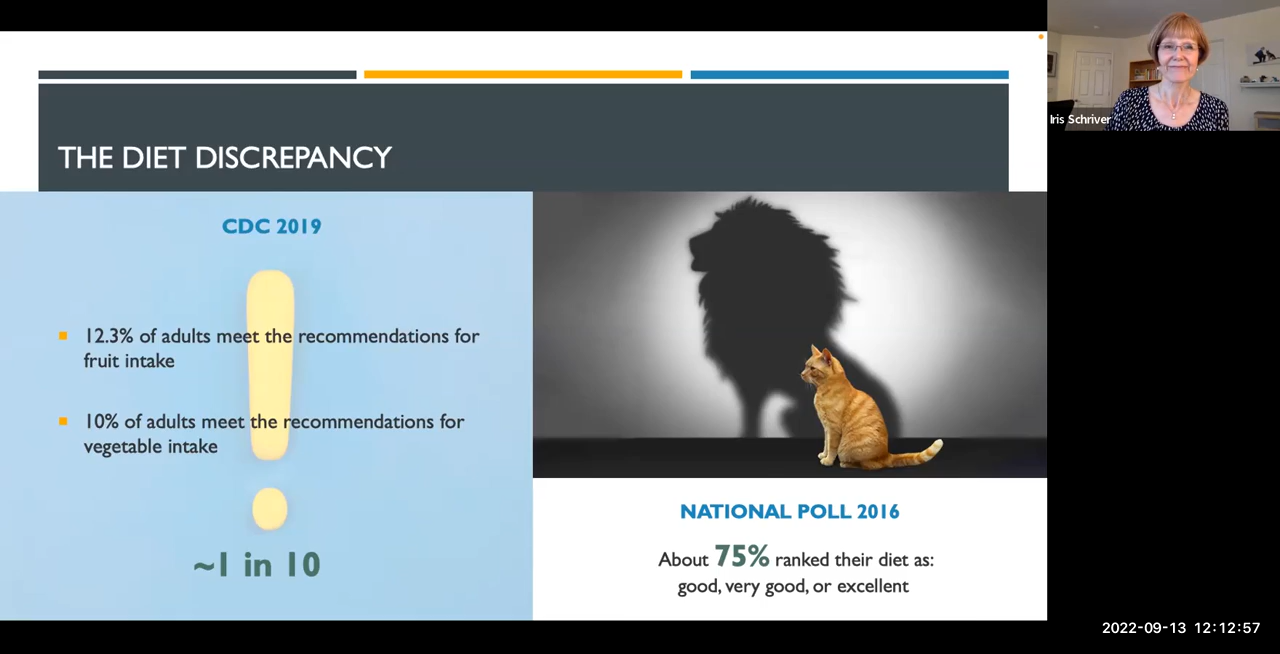 THE DIET DISCREPANCY
CDC 2019
12.3% of adults meet the recommendations for
fruit intake
10% of adults meet the recommendations for
vegetable intake
~1 in 10
NATIONAL POLL 2016
About 75% ranked their diet as:
good, very good, or excellent
Iris Schriver
2022-09-13 12:12:57